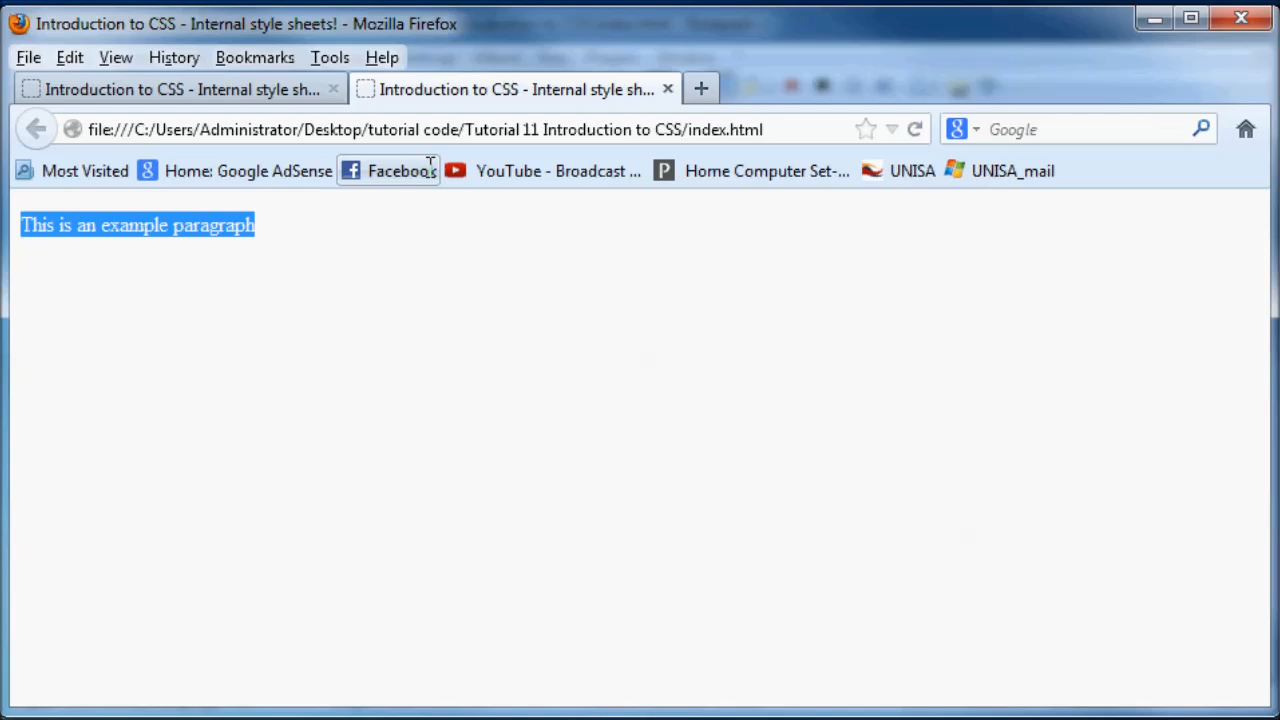 Introduction to CSS - Internal style sheets! - Mozilla Firefox
File Edit View History Bookmarks Tools Help
Introduction to CSS - Internal style sh... Introduction to CSS - Internal style sh...
file:///C:/Users/Administrator/Desktop/tutorial code/Tutorial 11 Introduction to CSS/index.html Google
Most Visited Home: Google AdSense Facebook YouTube - Broadcast ... Home Computer Set-... UNISA UNISA_mail
This is an example paragraph